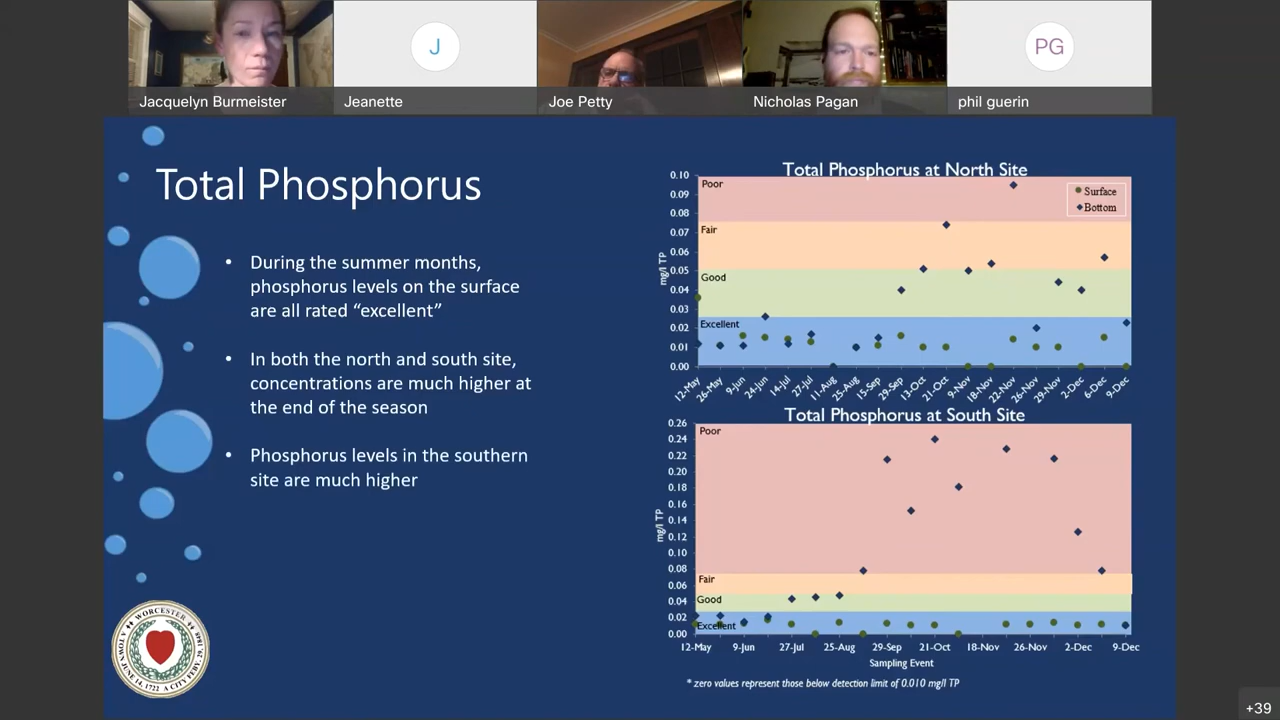 Jacquelyn Burmeister
J
Jeanette
Joe Petty
Nicholas Pagan
PG
phil guerin
Total Phosphorus
• During the summer months,
phosphorus levels on the surface
are all rated “excellent”
• In both the north and south site,
concentrations are much higher at
the end of the season
• Phosphorus levels in the southern
site are much higher
WORCESTER
A TOWN JUNE 14, 1722 A CITY FEBY. 29, 1848
Total Phosphorus at North Site
mg/l TP
0.10
0.09
0.08
0.07
0.06
0.05
0.04
0.03
0.02
0.01
0.00
Poor
Fair
Good
Excellent
Surface
Bottom
12-May
26-May
9-Jun
24-Jun
14-Jul
27-Jul
11-Aug
25-Aug
15-Sep
29-Sep
13-Oct
21-Oct
9-Nov
18-Nov
22-Nov
26-Nov
29-Nov
2-Dec
6-Dec
9-Dec
Total Phosphorus at South Site
mg/l TP
0.26
0.24
0.22
0.20
0.18
0.16
0.14
0.12
0.10
0.08
0.06
0.04
0.02
0.00
Poor
Fair
Good
Excellent
12-May
9-Jun
27-Jul
25-Aug
29-Sep
21-Oct
18-Nov
26-Nov
2-Dec
9-Dec
Sampling Event
* zero values represent those below detection limit of 0.010 mg/l TP
+39